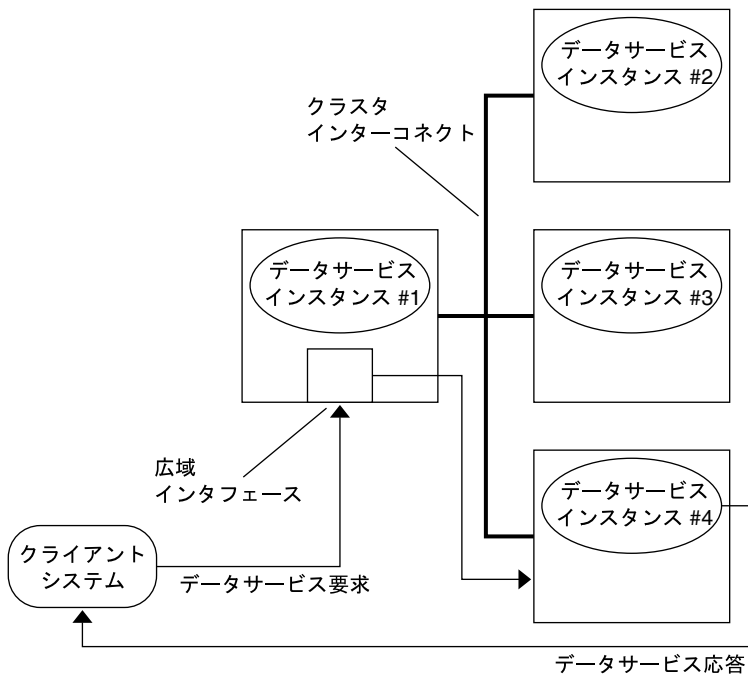 データサービス
インスタンス #2
クラスタ
インターコネクト
データサービス
インスタンス #1
データサービス
インスタンス #3
広域
インタフェース
データサービス
インスタンス #4
クライアント
システム
データサービス要求
データサービス応答